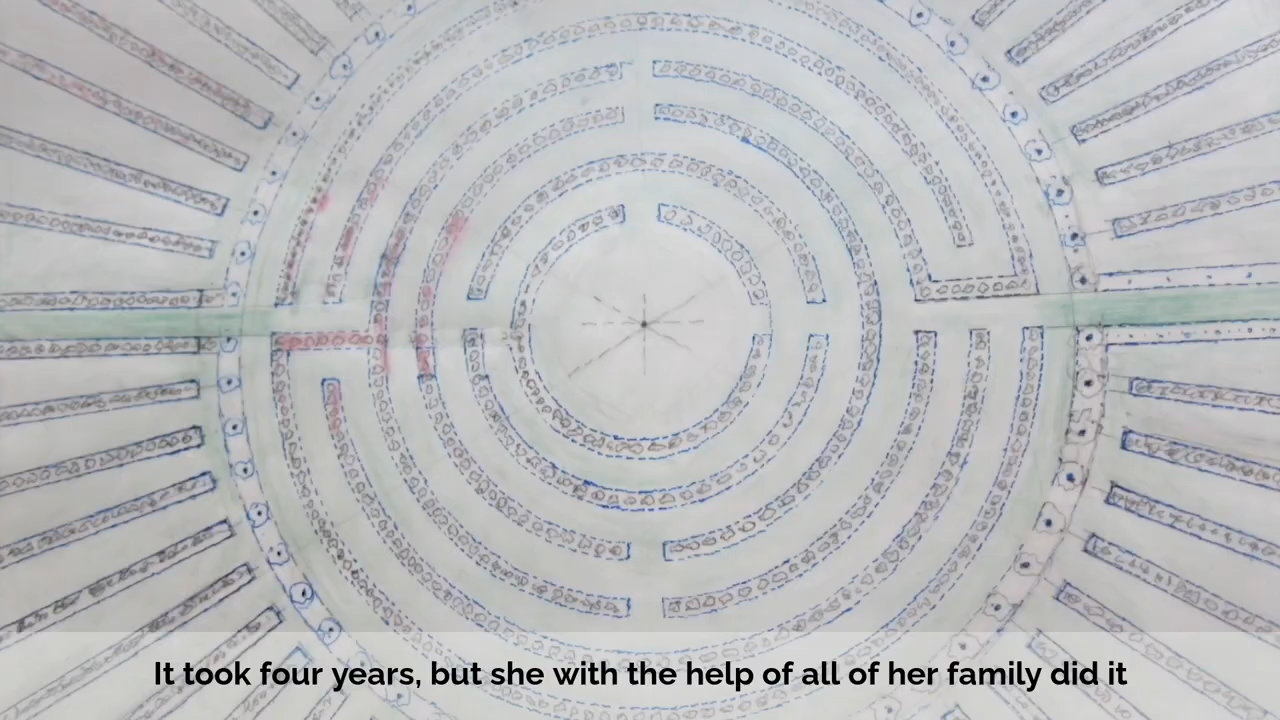 It took four years, but she with the help of all of her family did it